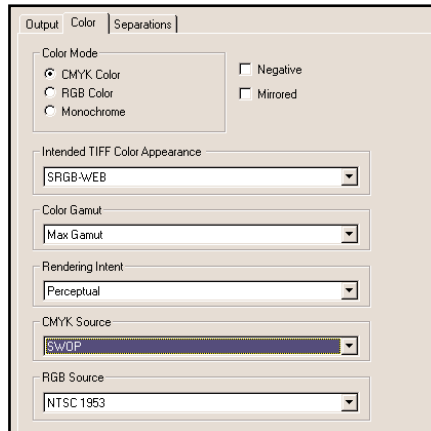 Output Color Separations
Color Mode
CMYK Color
RGB Color
Monochrome
Negative
Mirrored
Intended TIFF Color Appearance
SRGB-WEB
Color Gamut
Max Gamut
Rendering Intent
Perceptual
CMYK Source
SWOP
RGB Source
NTSC 1953